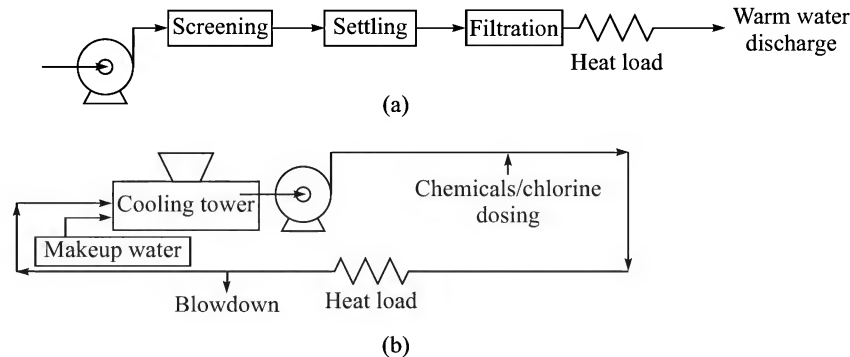 Screening
Settling
Filtration
Heat load
Warm water
discharge
(a)
Cooling tower
Makeup water
Chemicals/chlorine
dosing
Blowdown
Heat load
(b)